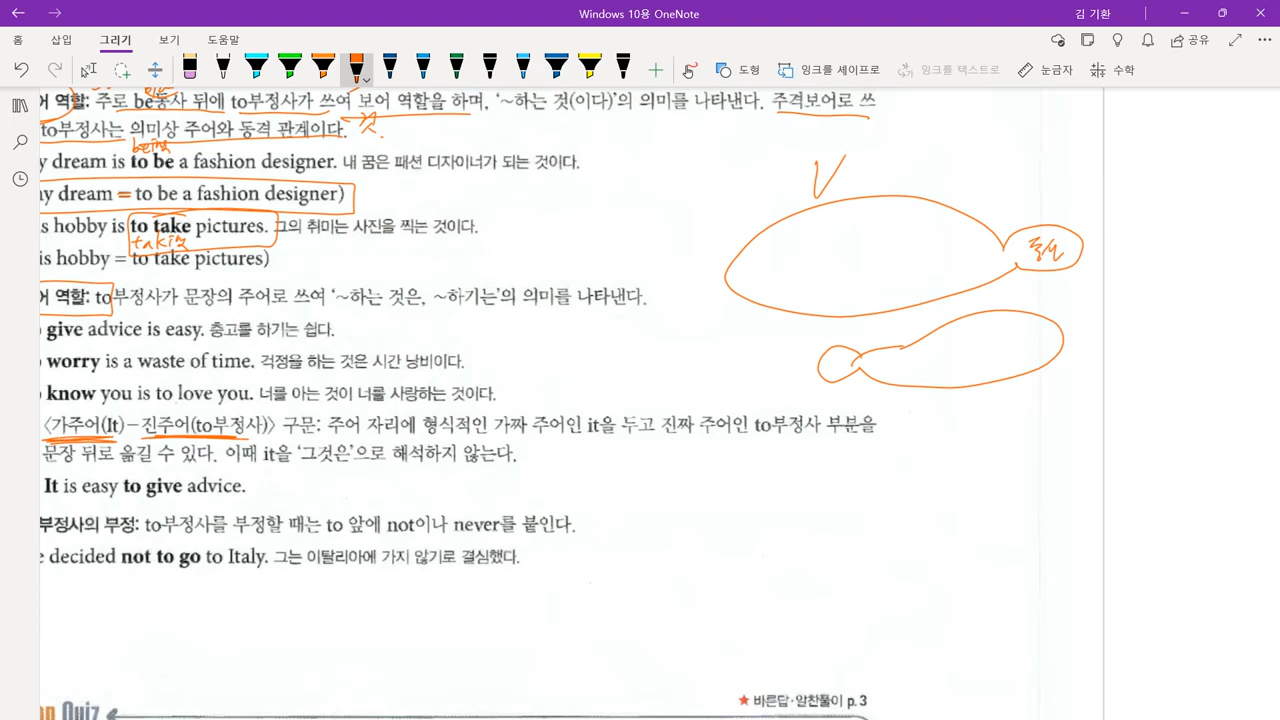 Windows 10용 OneNote
김 기환
홈 삽입 그리기 보기 도움말
공유
도형 잉크를 셰이프로 잉크를 텍스트로 눈금자 수학
어 역할: 주로 be동사 뒤에 to부정사가 쓰여 보어 역할을 하며, ‘~하는 것(이다)’의 의미를 나타낸다. 주격보어로 쓰
to부정사는 의미상 주어와 동격 관계이다. 것.
being
y dream is to be a fashion designer. 내 꿈은 패션 디자이너가 되는 것이다.
ny dream = to be a fashion designer)
is hobby is to take pictures. 그의 취미는 사진을 찍는 것이다.
taking
is hobby = to take pictures)
어 역할: to부정사가 문장의 주어로 쓰여 ‘~하는 것은, ~하기는’의 의미를 나타낸다.
give advice is easy. 충고를 하기는 쉽다.
worry is a waste of time. 걱정을 하는 것은 시간 낭비이다.
know you is to love you. 너를 아는 것이 너를 사랑하는 것이다.
〈가주어(It)–진주어(to부정사)〉 구문: 주어 자리에 형식적인 가짜 주어인 it을 두고 진짜 주어인 to부정사 부분을
문장 뒤로 옮길 수 있다. 이때 it을 ‘그것은’으로 해석하지 않는다.
It is easy to give advice.
부정사의 부정: to부정사를 부정할 때는 to 앞에 not이나 never를 붙인다.
e decided not to go to Italy. 그는 이탈리아에 가지 않기로 결심했다.
V
★ 바른답·알찬풀이 p.3
on Quiz